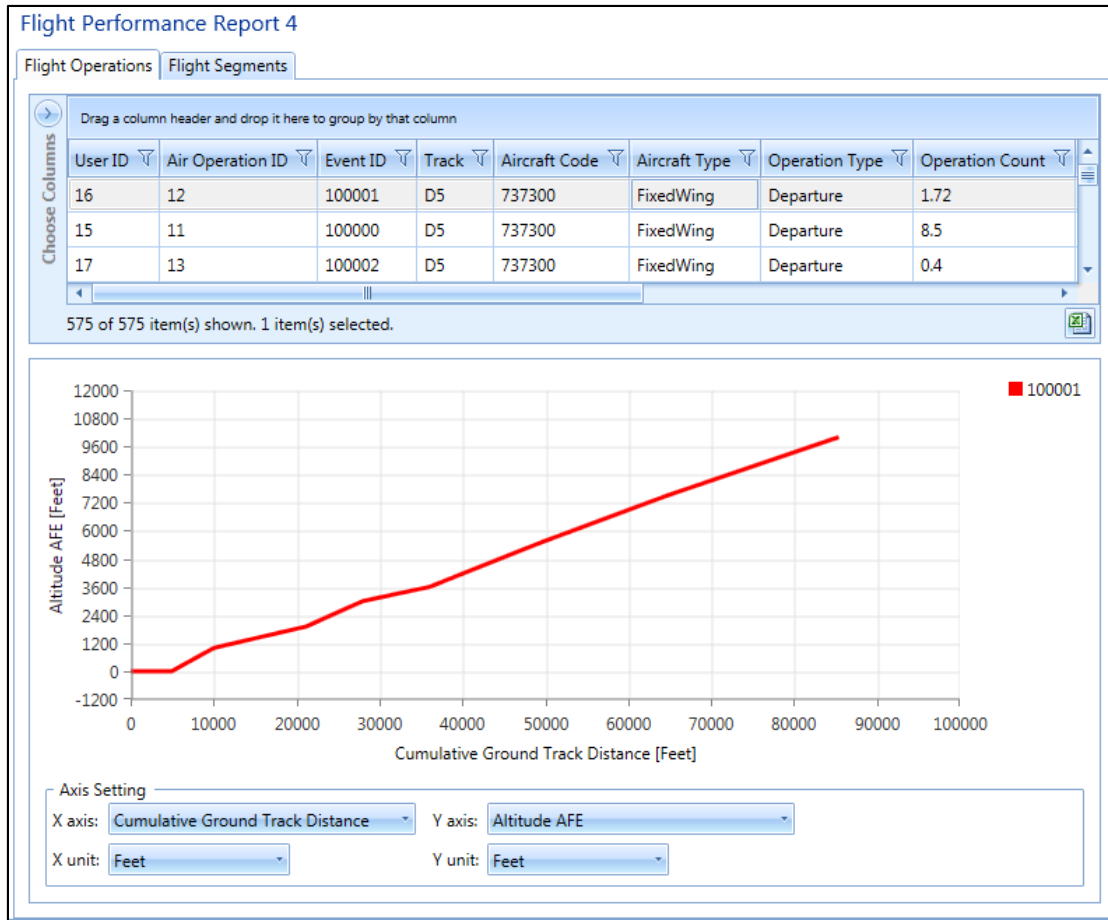 Flight Performance Report 4
Flight Operations Flight Segments
Choose Columns
Drag a column header and drop it here to group by that column
User ID Air Operation ID Event ID Track Aircraft Code Aircraft Type Operation Type Operation Count
16 12 100001 D5 737300 FixedWing Departure 1.72
15 11 100000 D5 737300 FixedWing Departure 8.5
17 13 100002 D5 737300 FixedWing Departure 0.4
575 of 575 item(s) shown. 1 item(s) selected.
100001
Altitude AFE [Feet]
12000
10800
9600
8400
7200
6000
4800
3600
2400
1200
0
-1200
0 10000 20000 30000 40000 50000 60000 70000 80000 90000 100000
Cumulative Ground Track Distance [Feet]
Axis Setting
X axis: Cumulative Ground Track Distance Y axis: Altitude AFE
X unit: Feet Y unit: Feet